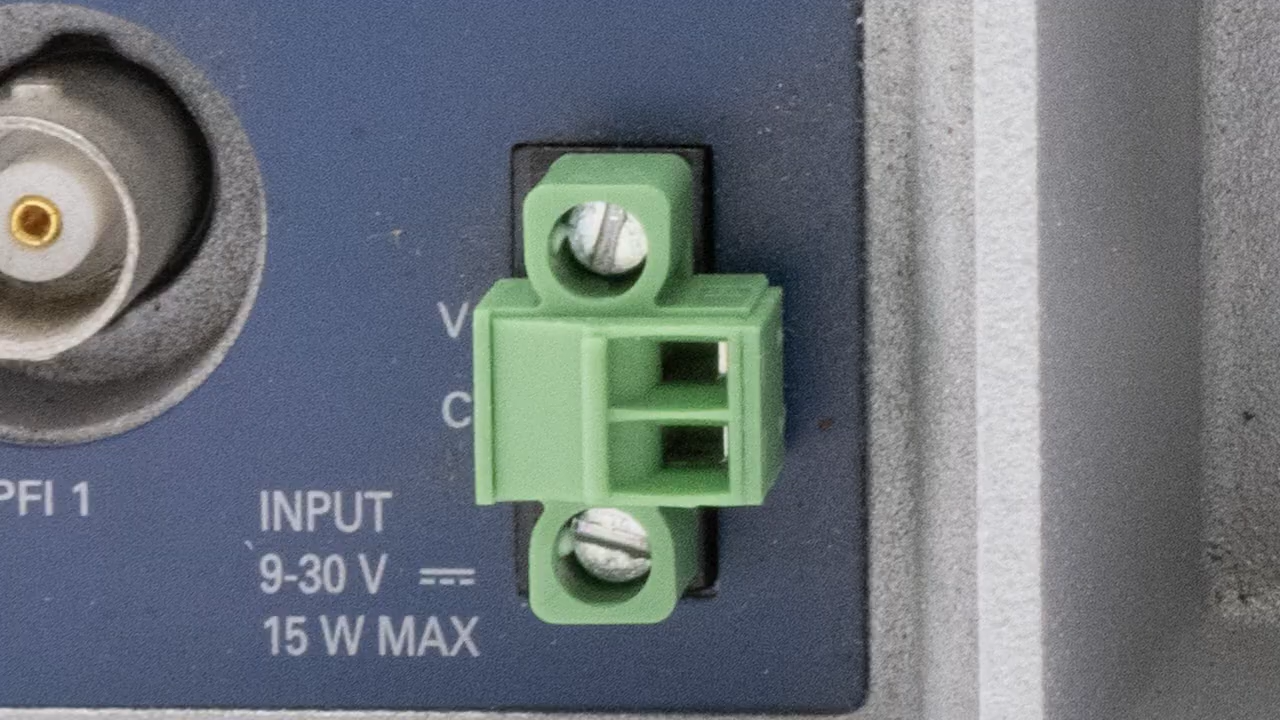 V
C
PFI 1
INPUT
9-30 V ⎓
15 W MAX